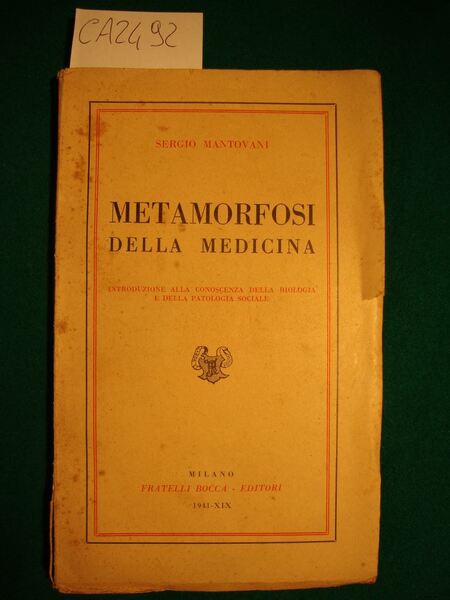 CA2492
SERGIO MANTOVANI
METAMORFOSI
DELLA MEDICINA
INTRODUZIONE ALLA CONOSCENZA DELLA BIOLOGIA
E DELLA PATOLOGIA SOCIALE
MILANO
FRATELLI BOCCA - EDITORI
1941-XIX